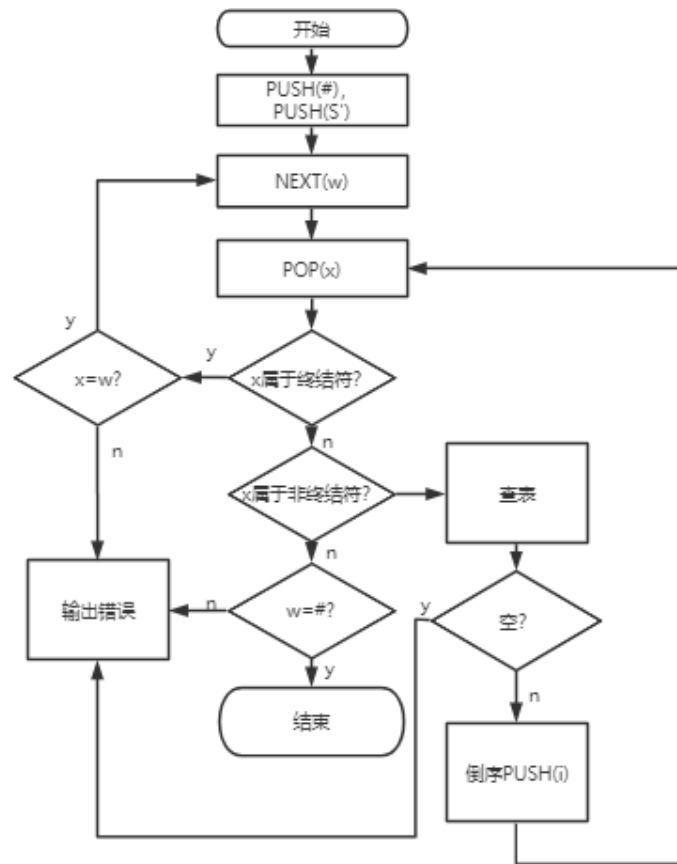 开始
PUSH(#),
PUSH(S')
NEXT(w)
POP(x)
y
y
x=w?
x属于终结符?
n
n
x属于非终结符?
查表
n
输出错误
n
w=#?
y
空?
y
n
结束
倒序PUSH(i)